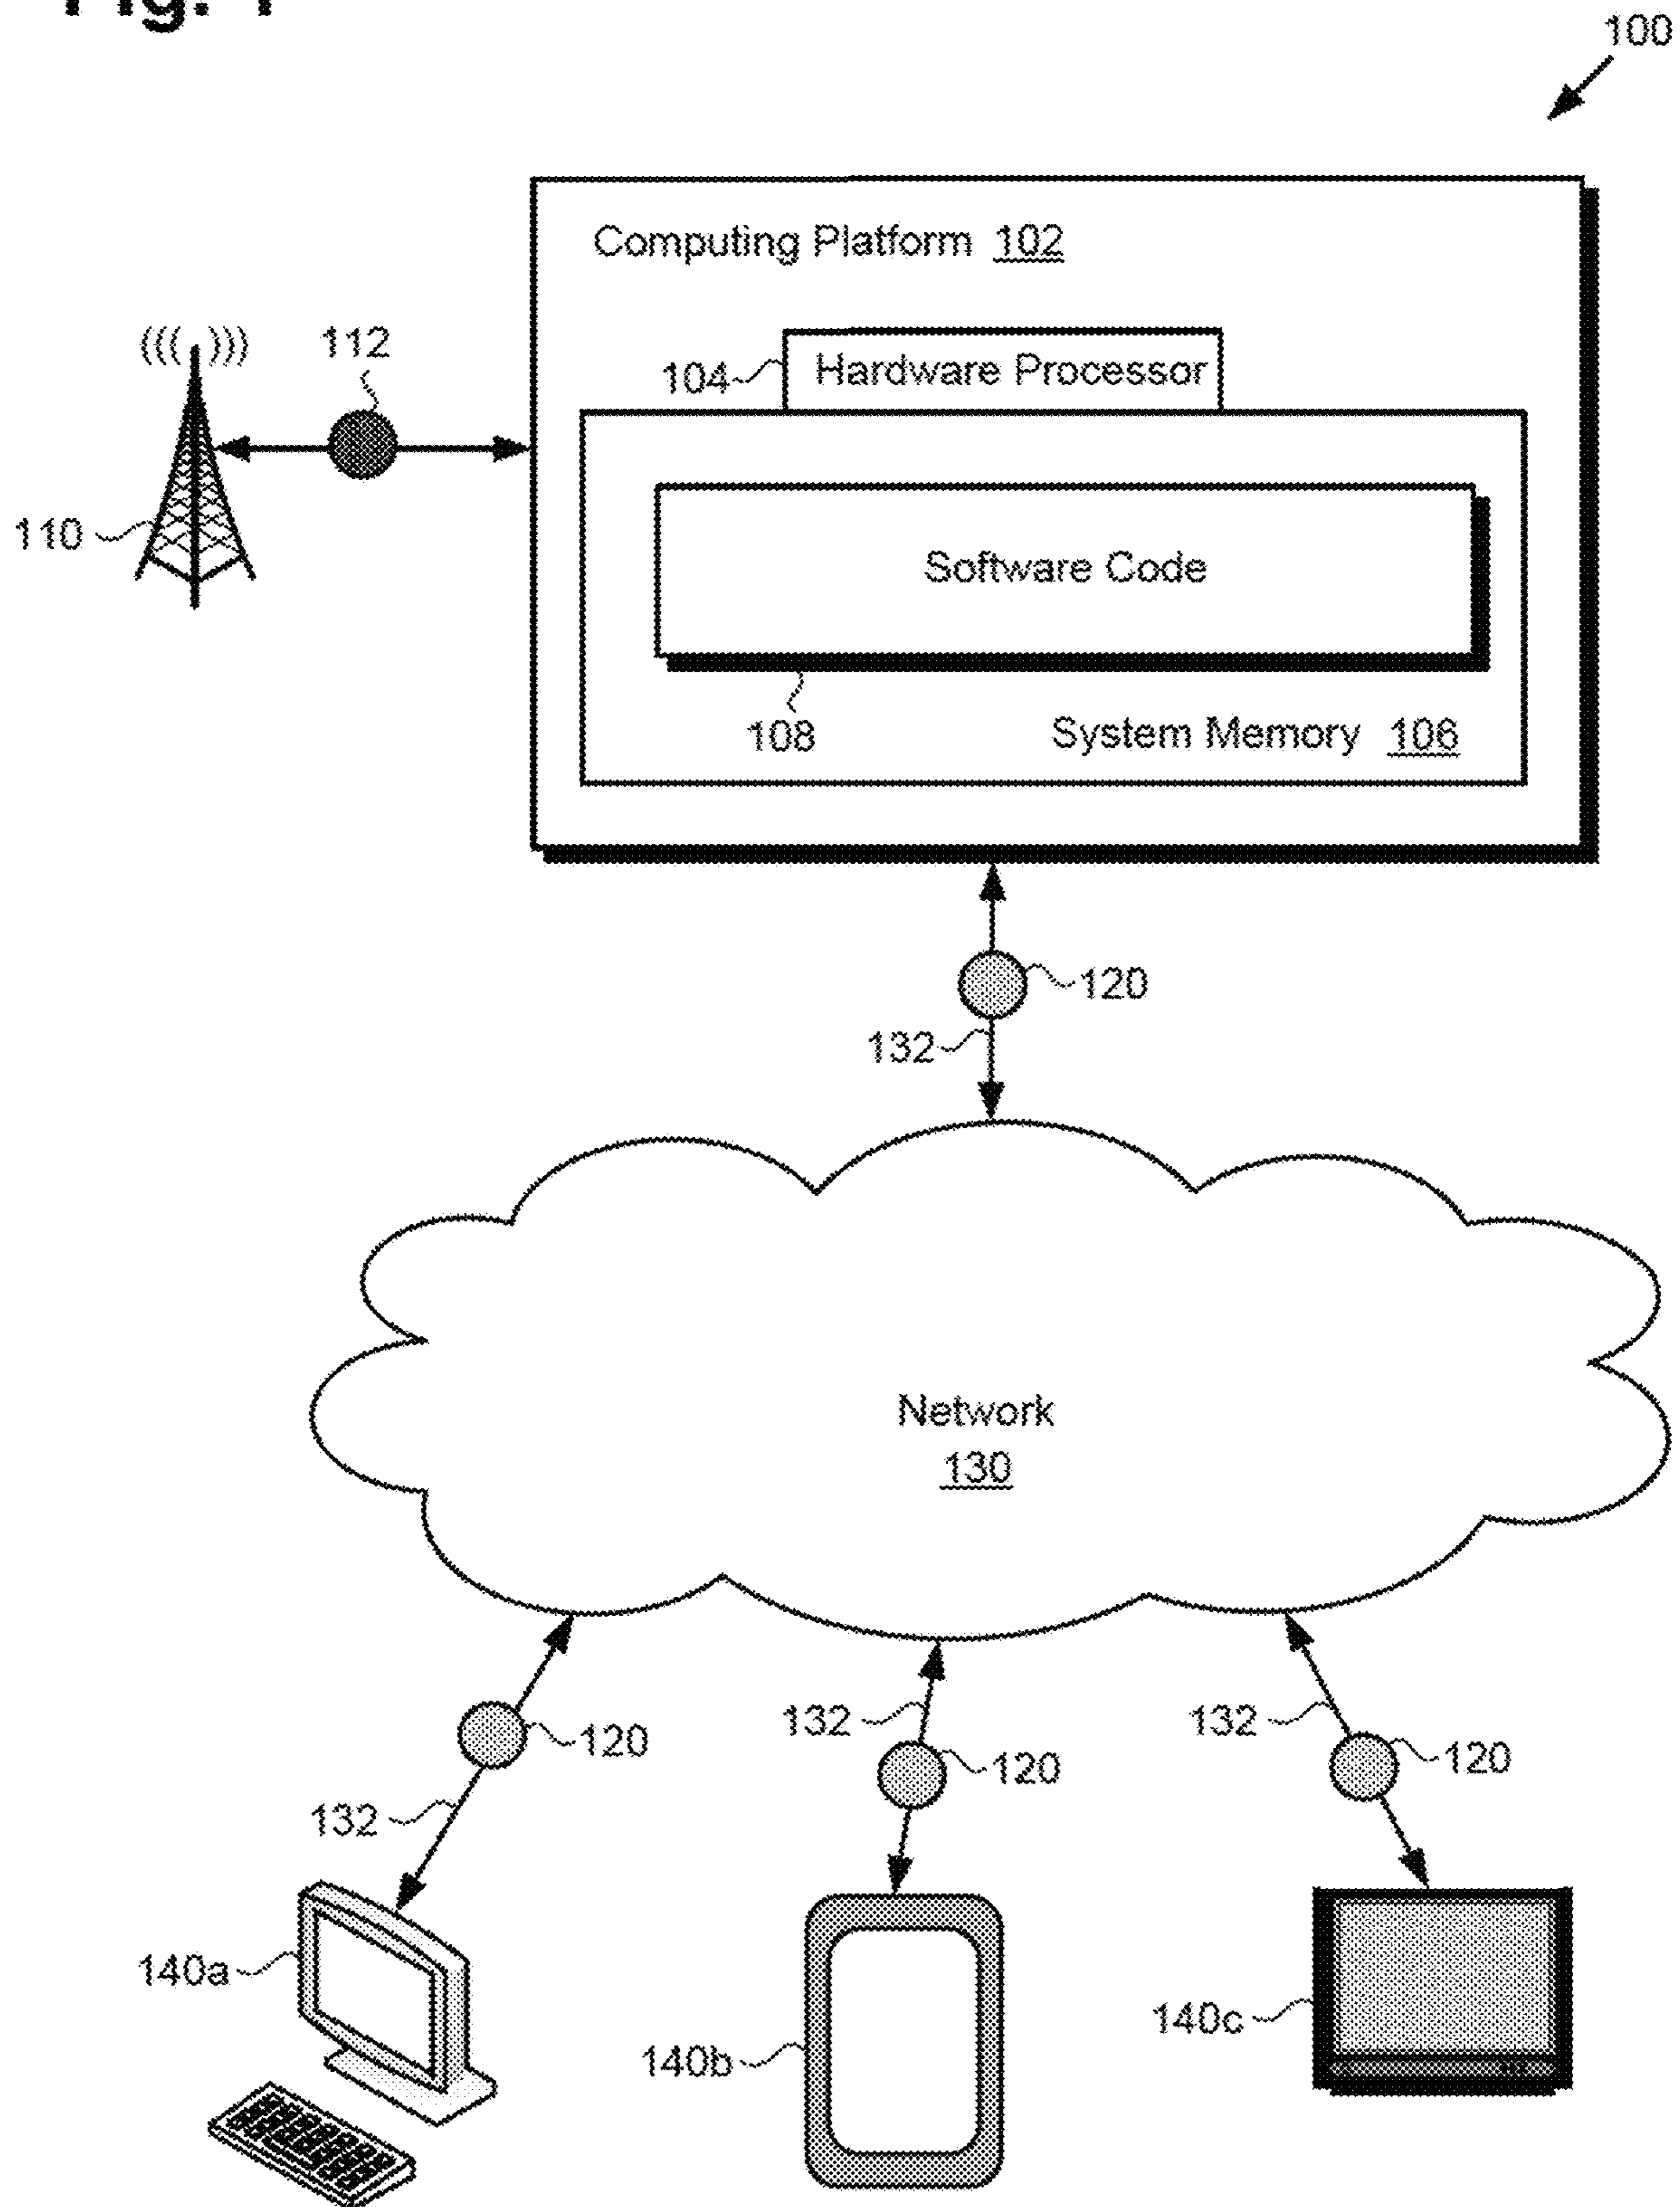 Fig. 1
100
Computing Platform 102
112
104
Hardware Processor
110
Software Code
108
System Memory 106
120
132
Network
130
132
132
120
120
120
132
140a
140b
140c